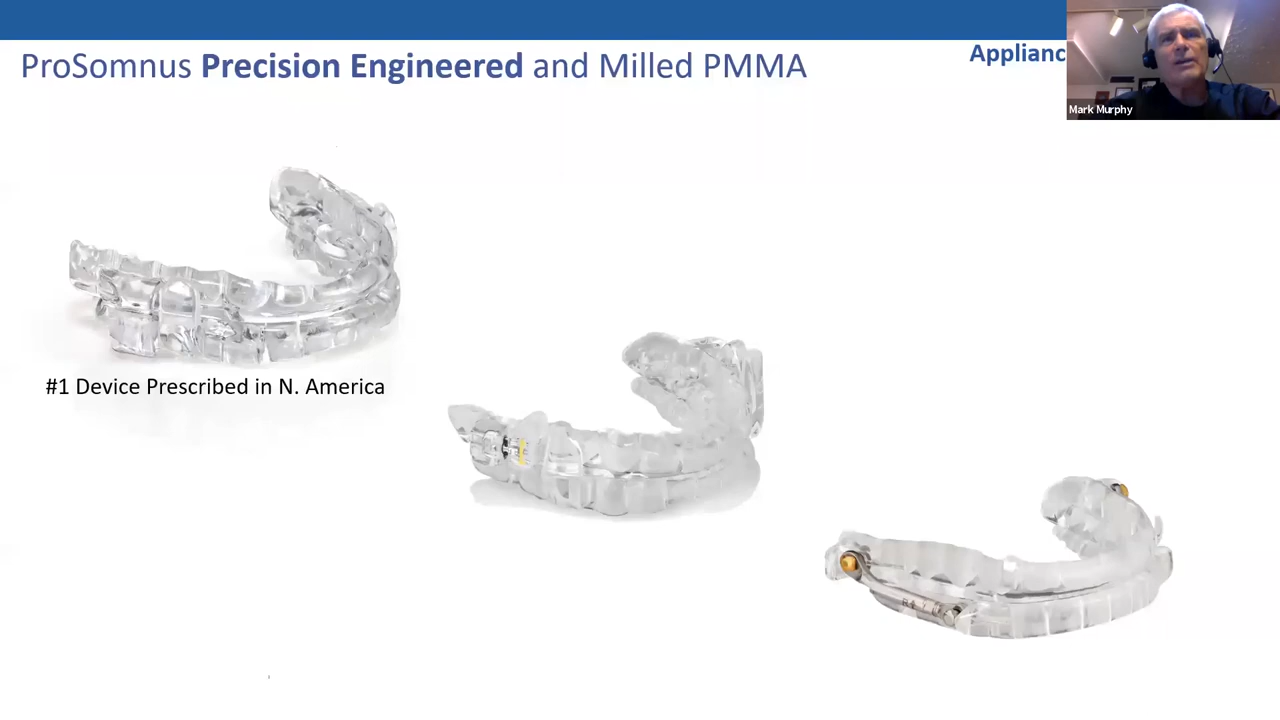 ProSomnus Precision Engineered and Milled PMMA
Applianc
Mark Murphy
#1 Device Prescribed in N. America